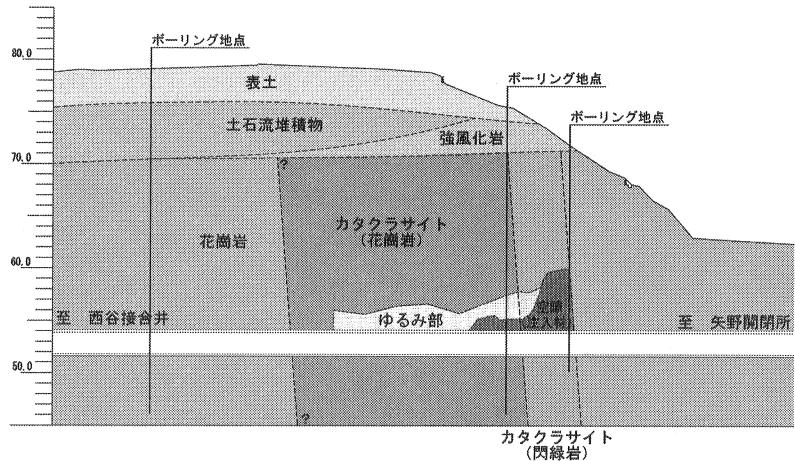 80.0
70.0
60.0
50.0
ボーリング地点
ボーリング地点
ボーリング地点
表土
土石流堆積物
強風化岩
?
花崗岩
カタクラサイト
(花崗岩)
ゆるみ部
至 西谷接合井
至 矢野開閉所
?
カタクラサイト
(閃緑岩)